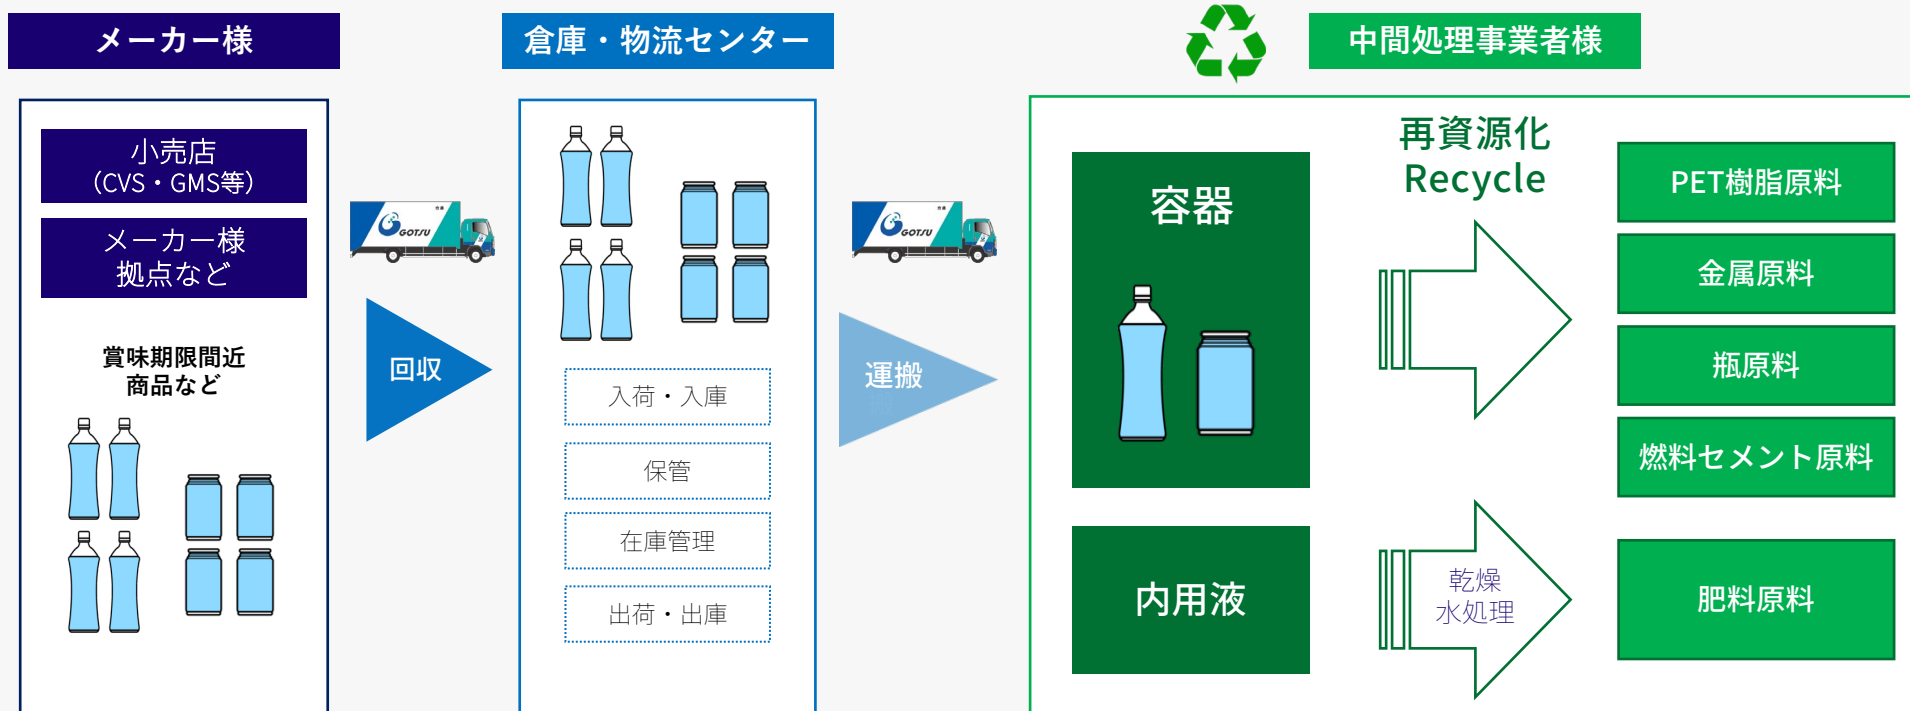 メーカー様
小売店
（CVS・GMS等）
メーカー様
拠点など
賞味期限間近
商品など
GOTSU
回収
倉庫・物流センター
入荷・入庫
保管
在庫管理
出荷・出庫
GOTSU
運搬
中間処理事業者様
容器
再資源化
Recycle
PET樹脂原料
金属原料
瓶原料
燃料セメント原料
内用液
乾燥
水処理
肥料原料